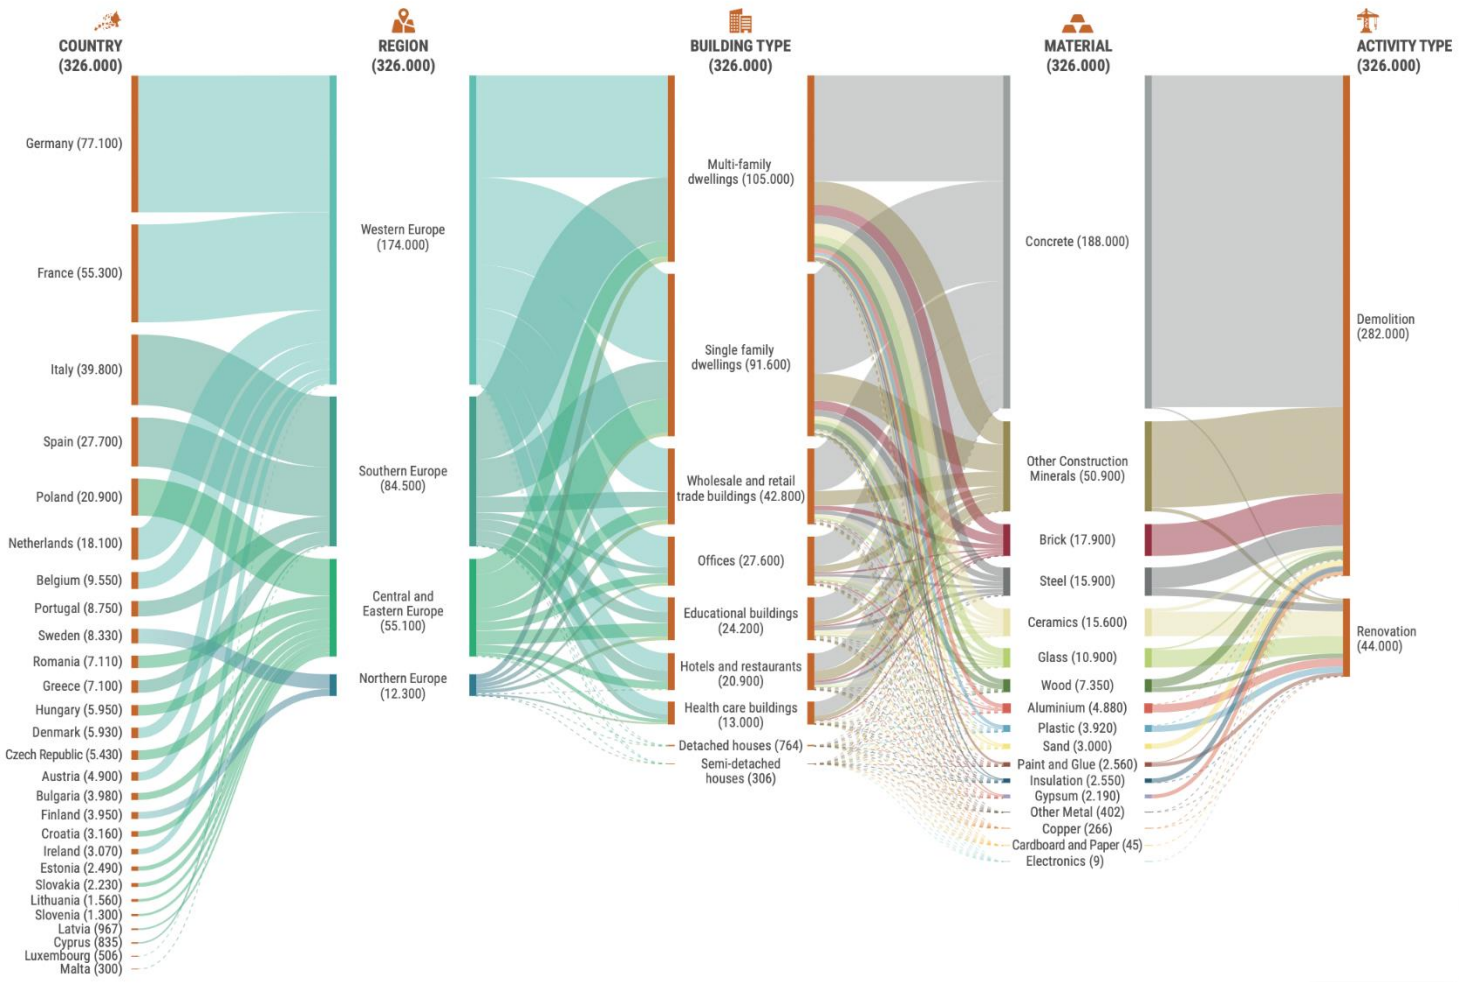 COUNTRY
(326.000)
Germany (77.100)
France (55.300)
Italy (39.800)
Spain (27.700)
Poland (20.900)
Netherlands (18.100)
Belgium (9.550)
Portugal (8.750)
Sweden (8.330)
Romania (7.110)
Greece (7.100)
Hungary (5.950)
Denmark (5.930)
Czech Republic (5.430)
Austria (4.900)
Bulgaria (3.980)
Finland (3.950)
Croatia (3.160)
Ireland (3.070)
Estonia (2.490)
Slovakia (2.230)
Lithuania (1.560)
Slovenia (1.300)
Latvia (967)
Cyprus (835)
Luxembourg (506)
Malta (300)
REGION
(326.000)
Western Europe
(174.000)
Southern Europe
(84.500)
Central and
Eastern Europe
(55.100)
Northern Europe
(12.300)
BUILDING TYPE
(326.000)
Multi-family
dwellings (105.000)
Single family
dwellings (91.600)
Wholesale and retail
trade buildings (42.800)
Offices (27.600)
Educational buildings
(24.200)
Hotels and restaurants
(20.900)
Health care buildings
(13.000)
Detached houses (764)
Semi-detached
houses (306)
MATERIAL
(326.000)
Concrete (188.000)
Other Construction
Minerals (50.900)
Brick (17.900)
Steel (15.900)
Ceramics (15.600)
Glass (10.900)
Wood (7.350)
Aluminium (4.880)
Plastic (3.920)
Sand (3.000)
Paint and Glue (2.560)
Insulation (2.550)
Gypsum (2.190)
Other Metal (402)
Copper (266)
Cardboard and Paper (45)
Electronics (9)
ACTIVITY TYPE
(326.000)
Demolition
(282.000)
Renovation
(44.000)